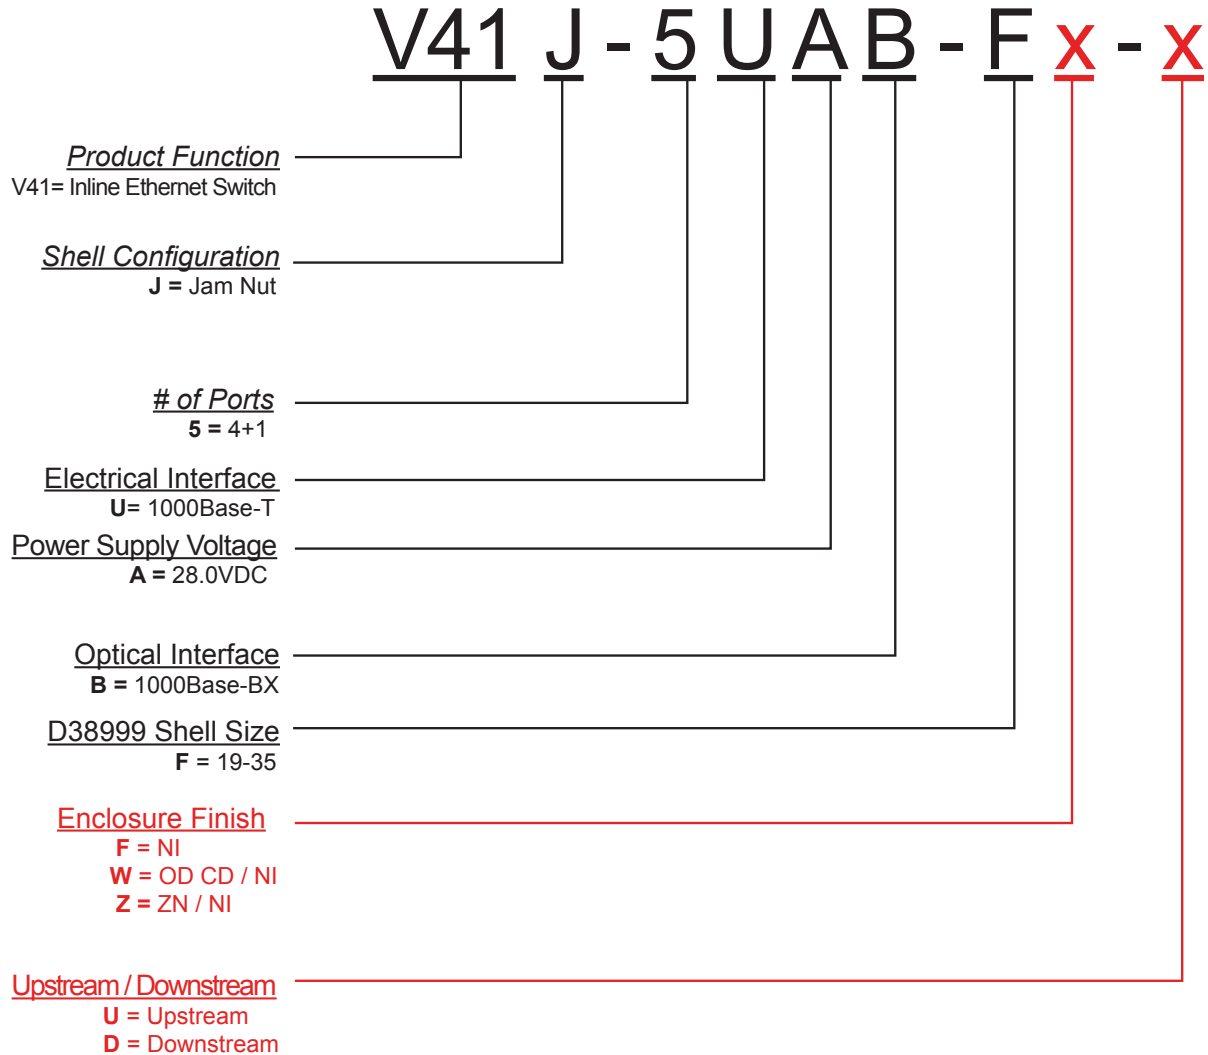 V41 J - 5 U A B - F x - x
Product Function
V41= Inline Ethernet Switch
Shell Configuration
J = Jam Nut
# of Ports
5 = 4+1
Electrical Interface
U= 1000Base-T
Power Supply Voltage
A = 28.0VDC
Optical Interface
B = 1000Base-BX
D38999 Shell Size
F = 19-35
Enclosure Finish
F = NI
W = OD CD / NI
Z = ZN / NI
Upstream / Downstream
U = Upstream
D = Downstream